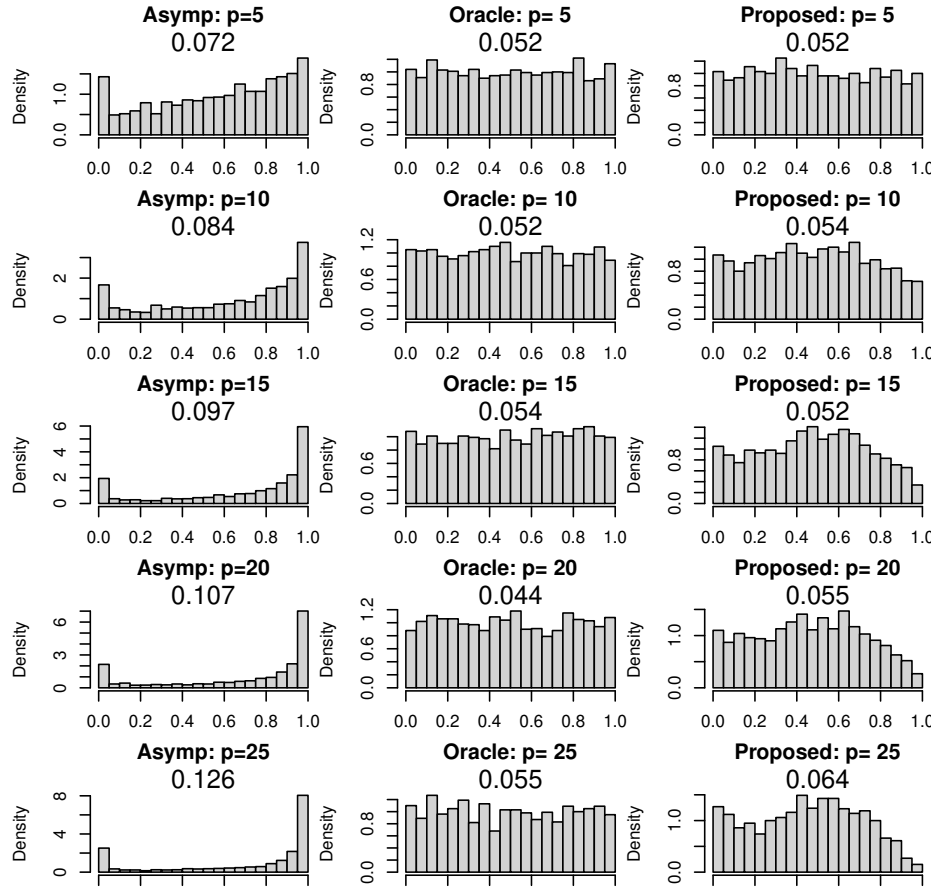 Asymp: p=5
0.072
Density
0.0 1.0
0.0 0.2 0.4 0.6 0.8 1.0
Oracle: p= 5
0.052
Density
0.0 0.8
0.0 0.2 0.4 0.6 0.8 1.0
Proposed: p= 5
0.052
Density
0.0 0.8
0.0 0.2 0.4 0.6 0.8 1.0
Asymp: p=10
0.084
Density
0 2
0.0 0.2 0.4 0.6 0.8 1.0
Oracle: p= 10
0.052
Density
0.0 0.6 1.2
0.0 0.2 0.4 0.6 0.8 1.0
Proposed: p= 10
0.054
Density
0.0 0.8
0.0 0.2 0.4 0.6 0.8 1.0
Asymp: p=15
0.097
Density
0 2 4 6
0.0 0.2 0.4 0.6 0.8 1.0
Oracle: p= 15
0.054
Density
0.0 0.6
0.0 0.2 0.4 0.6 0.8 1.0
Proposed: p= 15
0.052
Density
0.0 0.8
0.0 0.2 0.4 0.6 0.8 1.0
Asymp: p=20
0.107
Density
0 3 6
0.0 0.2 0.4 0.6 0.8 1.0
Oracle: p= 20
0.044
Density
0.0 0.6 1.2
0.0 0.2 0.4 0.6 0.8 1.0
Proposed: p= 20
0.055
Density
0.0 1.0
0.0 0.2 0.4 0.6 0.8 1.0
Asymp: p=25
0.126
Density
0 4 8
Oracle: p= 25
0.055
Density
0.0 0.8
Proposed: p= 25
0.064
Density
0.0 1.0